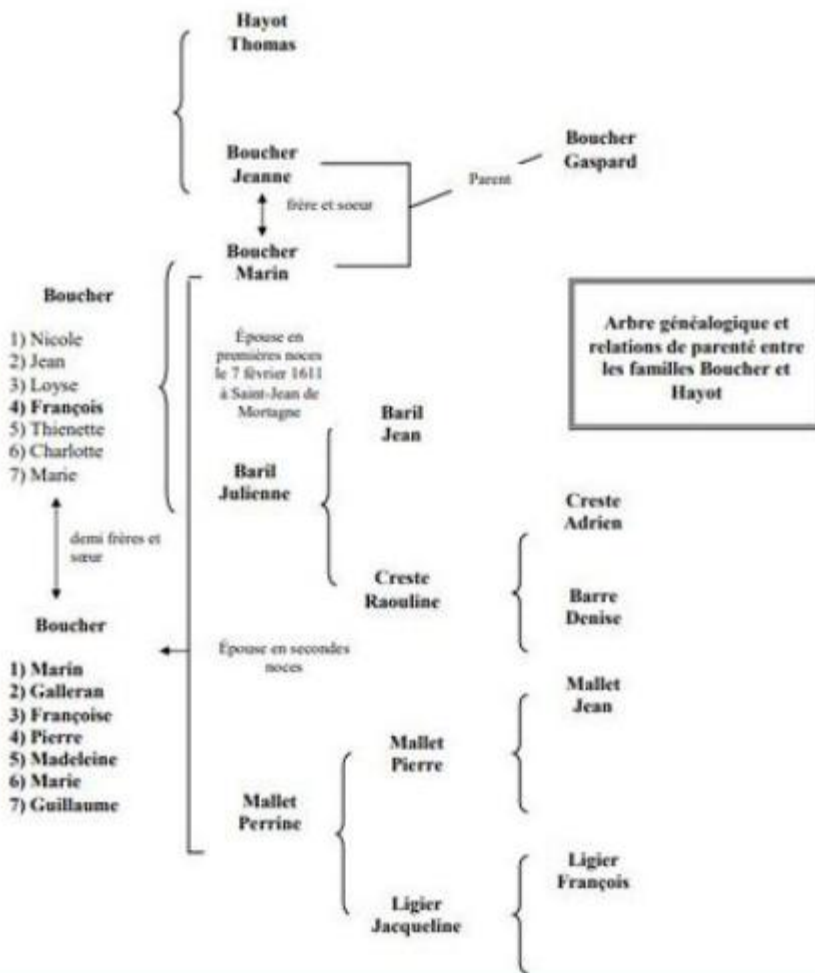 Hayot
Thomas
Boucher
Jeanne
Parent
Boucher
Gaspard
frère et soeur
Boucher
Marin
Boucher
1) Nicole
2) Jean
3) Loyse
4) François
5) Thienette
6) Charlotte
7) Marie
Épouse en
premières noces
le 7 février 1611
à Saint-Jean de
Mortagne
Arbre généalogique et
relations de parenté entre
les familles Boucher et
Hayot
Baril
Jean
Baril
Julienne
Creste
Adrien
demi frères et
sœur
Creste
Raouline
Barre
Denise
Boucher
1) Marin
2) Galleran
3) Françoise
4) Pierre
5) Madeleine
6) Marie
7) Guillaume
Épouse en secondes
noces
Mallet
Jean
Mallet
Pierre
Mallet
Perrine
Ligier
François
Ligier
Jacqueline